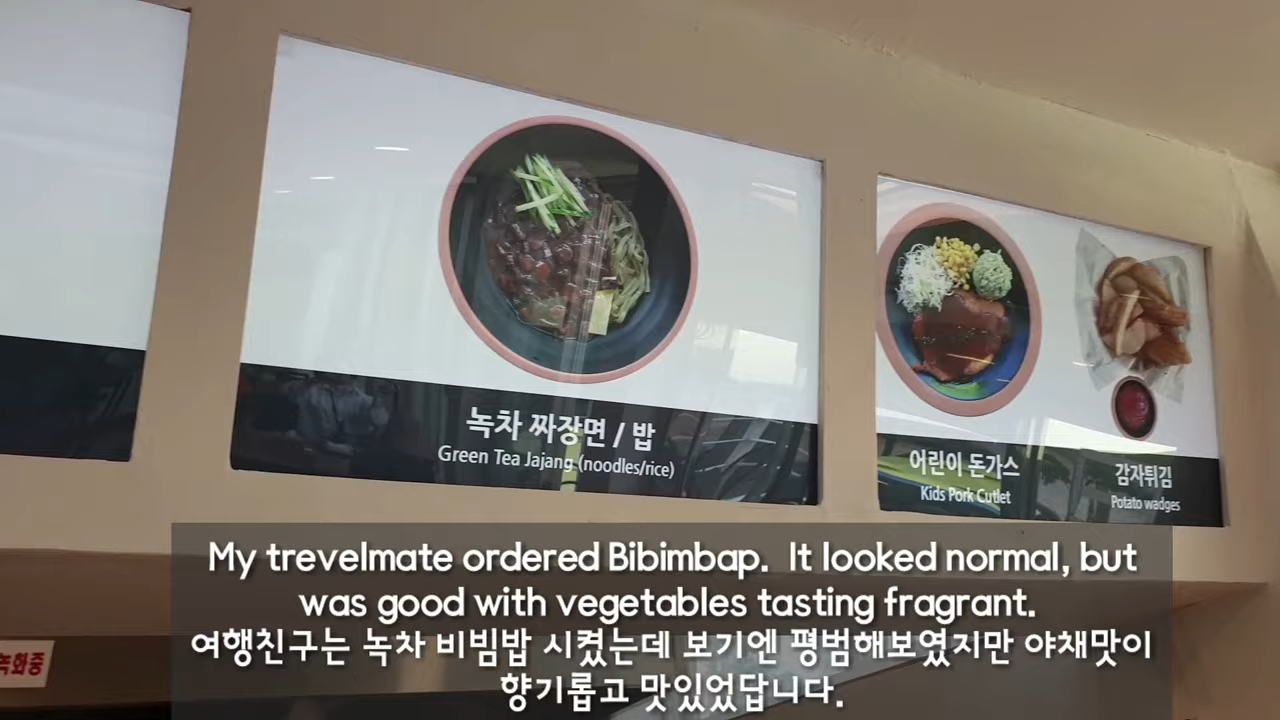 녹차 짜장면 / 밥
Green Tea Jajang (noodles/rice)
어린이 돈가스
Kids Pork Cutlet
감자튀김
Potato wadges
녹화중
My trevelmate ordered Bibimbap. It looked normal, but
was good with vegetables tasting fragrant.
여행친구는 녹차 비빔밥 시켰는데 보기엔 평범해보였지만 야채맛이
향기롭고 맛있었답니다.